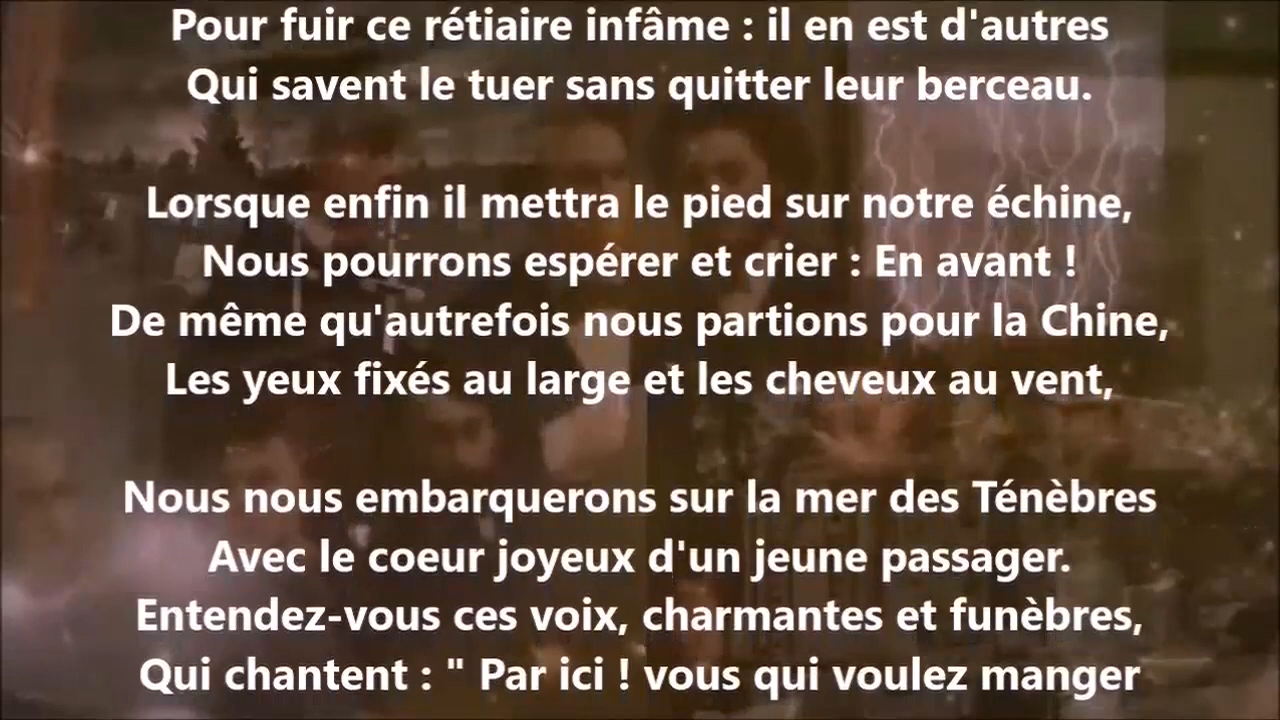 Pour fuir ce rétiaire infâme : il en est d'autres
Qui savent le tuer sans quitter leur berceau.
Lorsque enfin il mettra le pied sur notre échine,
Nous pourrons espérer et crier : En avant !
De même qu'autrefois nous partions pour la Chine,
Les yeux fixés au large et les cheveux au vent,
Nous nous embarquerons sur la mer des Ténèbres
Avec le coeur joyeux d'un jeune passager.
Entendez-vous ces voix, charmantes et funèbres,
Qui chantent : " Par ici ! vous qui voulez manger